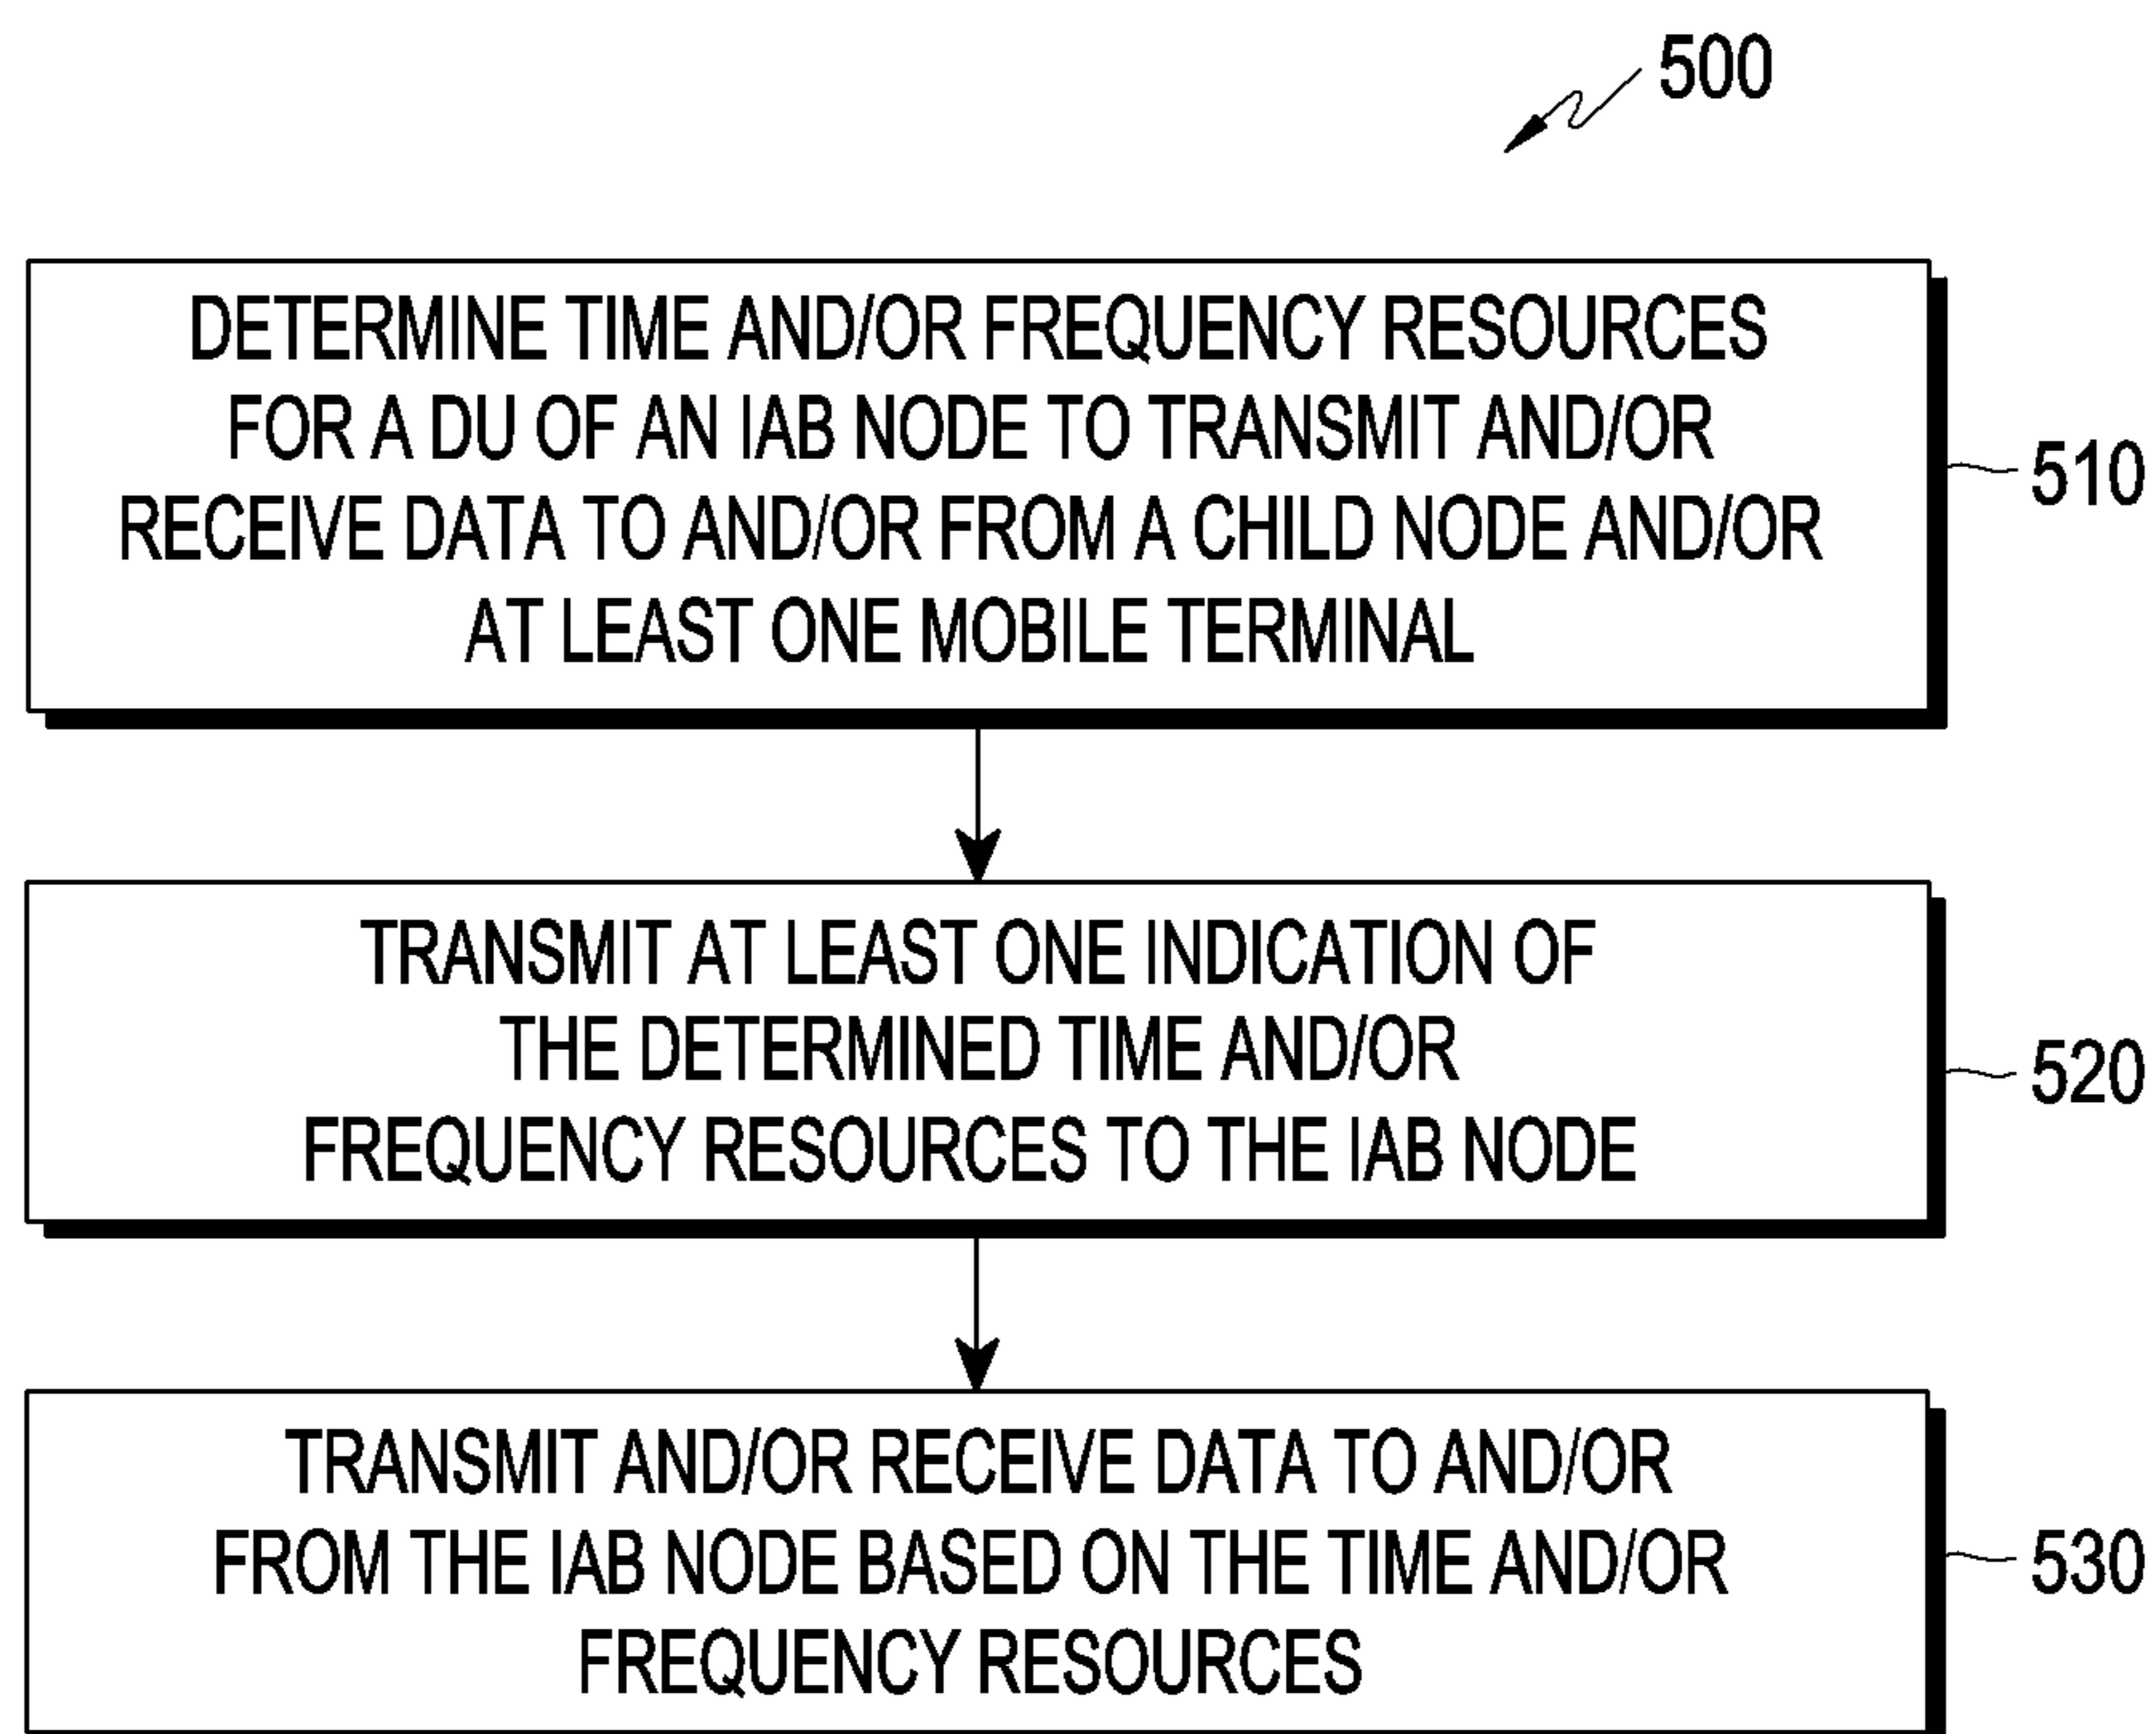 500
DETERMINE TIME AND/OR FREQUENCY RESOURCES
FOR A DU OF AN IAB NODE TO TRANSMIT AND/OR
RECEIVE DATA TO AND/OR FROM A CHILD NODE AND/OR
AT LEAST ONE MOBILE TERMINAL
510
TRANSMIT AT LEAST ONE INDICATION OF
THE DETERMINED TIME AND/OR
FREQUENCY RESOURCES TO THE IAB NODE
520
TRANSMIT AND/OR RECEIVE DATA TO AND/OR
FROM THE IAB NODE BASED ON THE TIME AND/OR
FREQUENCY RESOURCES
530